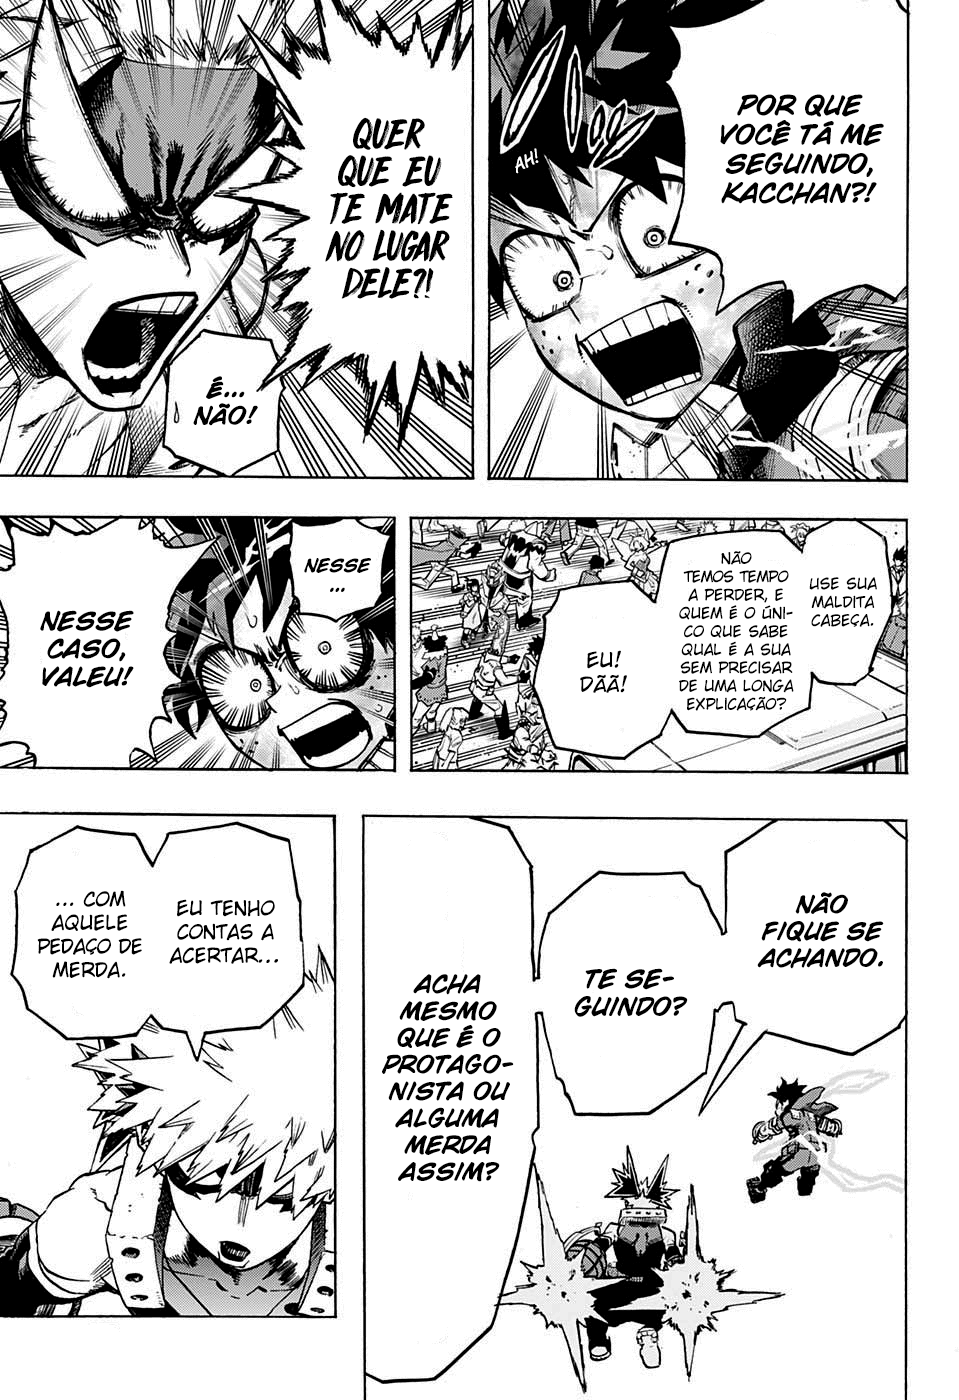 POR QUE
VOCÊ TÁ ME
SEGUINDO,
KACCHAN?!
AH!
QUER
QUE EU
TE MATE
NO LUGAR
DELE?!
É...
NÃO!
USE SUA
MALDITA
CABEÇA.
NÃO
TEMOS TEMPO
A PERDER, E
QUEM É O ÚNI-
CO QUE SABE
QUAL É A SUA
SEM PRECISAR
DE UMA LONGA
EXPLICAÇÃO?
EU!
DÃÃ!
NESSE
...
NESSE
CASO,
VALEU!
NÃO
FIQUE SE
ACHANDO.
TE SE-
GUINDO?
ACHA
MESMO
QUE É O
PROTAGO-
NISTA OU
ALGUMA
MERDA
ASSIM?
EU TENHO
CONTAS A
ACERTAR...
... COM
AQUELE
PEDAÇO DE
MERDA.